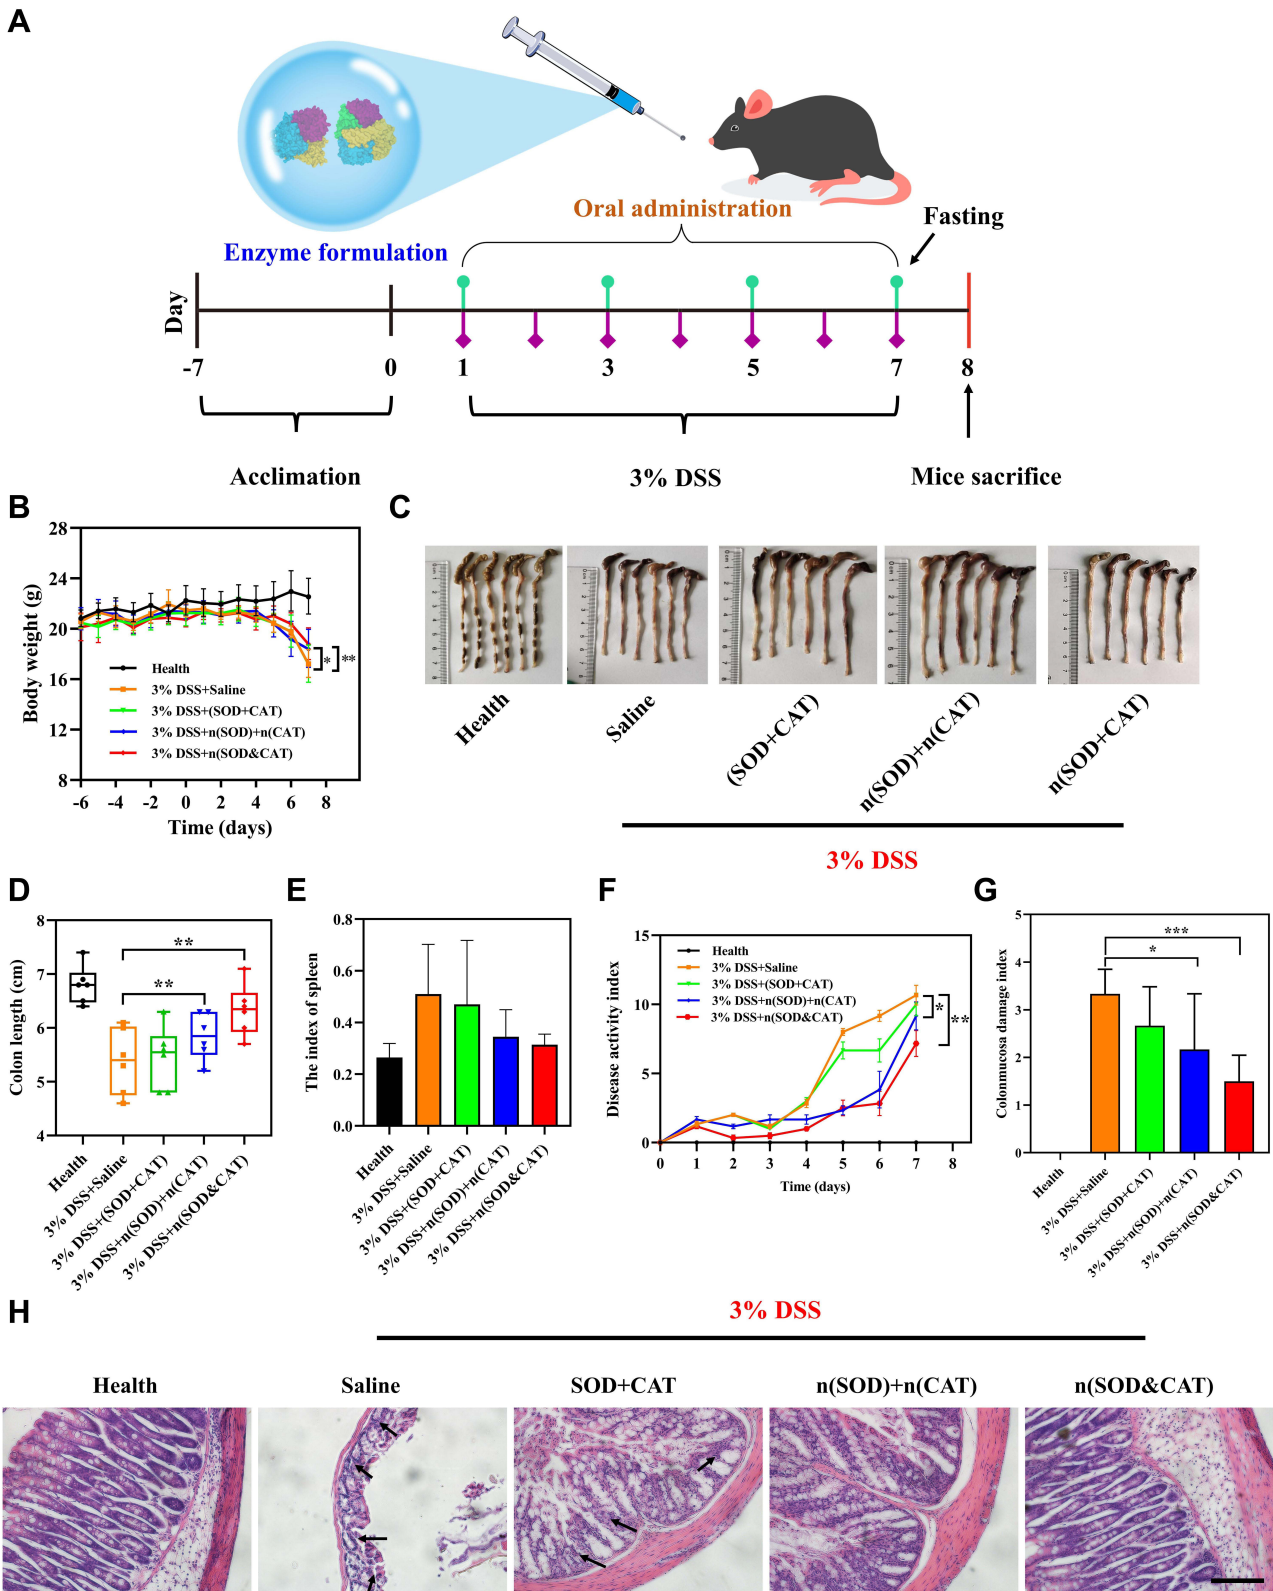 A
Oral administration
Fasting
Enzyme formulation
Day
-7 0 1 3 5 7 8
Acclimation 3% DSS Mice sacrifice
B
Body weight (g)
28
24
20
16
12
8
Health
3% DSS+Saline
3% DSS+(SOD+CAT)
3% DSS+n(SOD)+n(CAT)
3% DSS+n(SOD&CAT)
* **
-6 -4 -2 0 2 4 6 8
Time (days)
C
Health
Saline
(SOD+CAT)
n(SOD)+n(CAT)
n(SOD+CAT)
3% DSS
D
Colon length (cm)
8
7
6
5
4
**
**
Health
3% DSS+Saline
3% DSS+(SOD+CAT)
3% DSS+n(SOD)+n(CAT)
3% DSS+n(SOD&CAT)
E
The index of spleen
0.8
0.6
0.4
0.2
0.0
Health
3% DSS+Saline
3% DSS+(SOD+CAT)
3% DSS+n(SOD)+n(CAT)
3% DSS+n(SOD&CAT)
F
Disease activity index
15
10
5
0
Health
3% DSS+Saline
3% DSS+(SOD+CAT)
3% DSS+n(SOD)+n(CAT)
3% DSS+n(SOD&CAT)
* **
0 1 2 3 4 5 6 7 8
Time (days)
G
Colonmucosa damage index
5
4
3
2
1
0
***
*
Health
3% DSS+Saline
3% DSS+(SOD+CAT)
3% DSS+n(SOD)+n(CAT)
3% DSS+n(SOD&CAT)
H
3% DSS
Health Saline SOD+CAT n(SOD)+n(CAT) n(SOD&CAT)